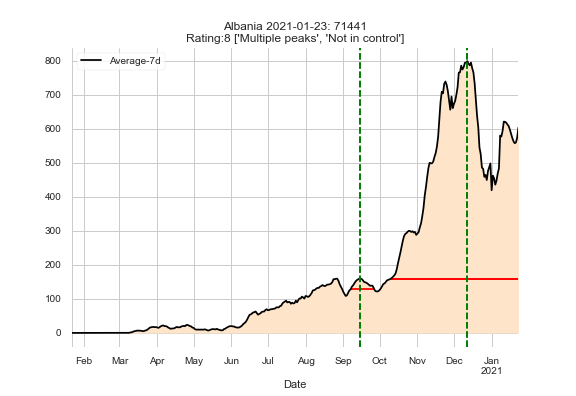 Albania 2021-01-23: 71441
Rating:8 ['Multiple peaks', 'Not in control']
Average-7d
800
700
600
500
400
300
200
100
0
Feb Mar Apr May Jun Jul Aug Sep Oct Nov Dec Jan
2021
Date